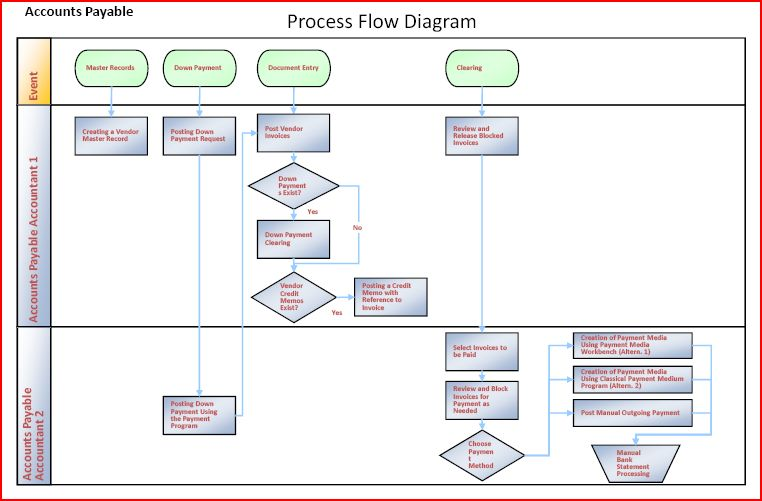 Accounts Payable
Process Flow Diagram
Event
Master Records
Down Payment
Document Entry
Clearing
Accounts Payable Accountant 1
Creating a Vendor
Master Record
Posting Down
Payment Request
Post Vendor
Invoices
Review and
Release Blocked
Invoices
Down
Payment
s Exist?
Yes
No
Down Payment
Clearing
Vendor
Credit
Memos
Exist?
Yes
Posting a Credit
Memo with
Reference to
Invoice
Accounts Payable
Accountant 2
Posting Down
Payment Using
the Payment
Program
Select Invoices to
be Paid
Review and Block
Invoices for
Payment as
Needed
Choose
Paymen
t
Method
Creation of Payment Media
Using Payment Media
Workbench (Altern. 1)
Creation of Payment Media
Using Classical Payment Medium
Program (Altern. 2)
Post Manual Outgoing Payment
Manual
Bank
Statement
Processing